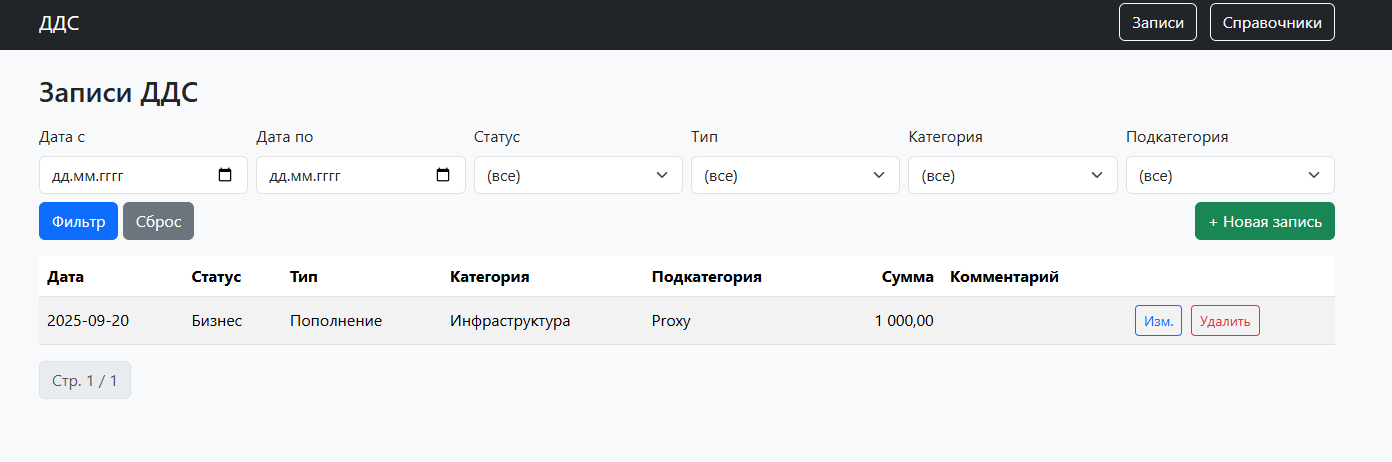 ДДС Записи Справочники
Записи ДДС
Дата с Дата по Статус Тип Категория Подкатегория
дд.мм.гггг дд.мм.гггг (все) (все) (все) (все)
Фильтр Сброс + Новая запись
Дата Статус Тип Категория Подкатегория Сумма Комментарий
2025-09-20 Бизнес Пополнение Инфраструктура Proxy 1 000,00 Изм. Удалить
Стр. 1 / 1